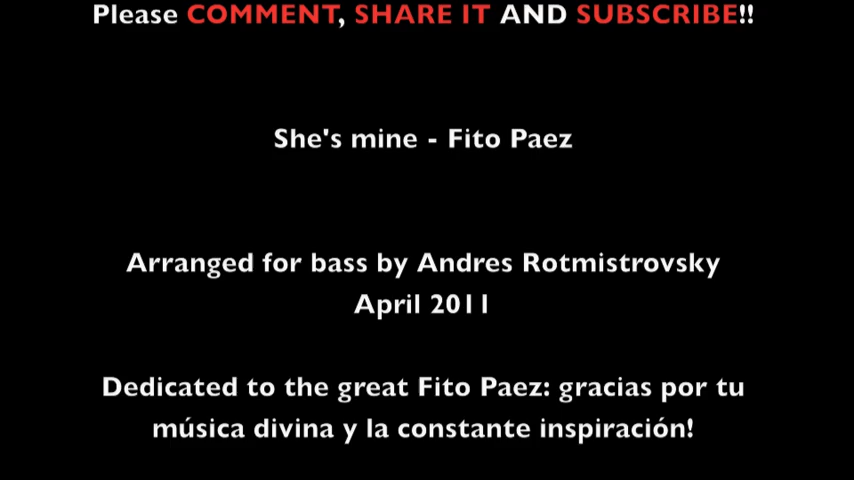 Please COMMENT, SHARE IT AND SUBSCRIBE!!
She's mine - Fito Paez
Arranged for bass by Andres Rotmistrovsky
April 2011
Dedicated to the great Fito Paez: gracias por tu
música divina y la constante inspiración!